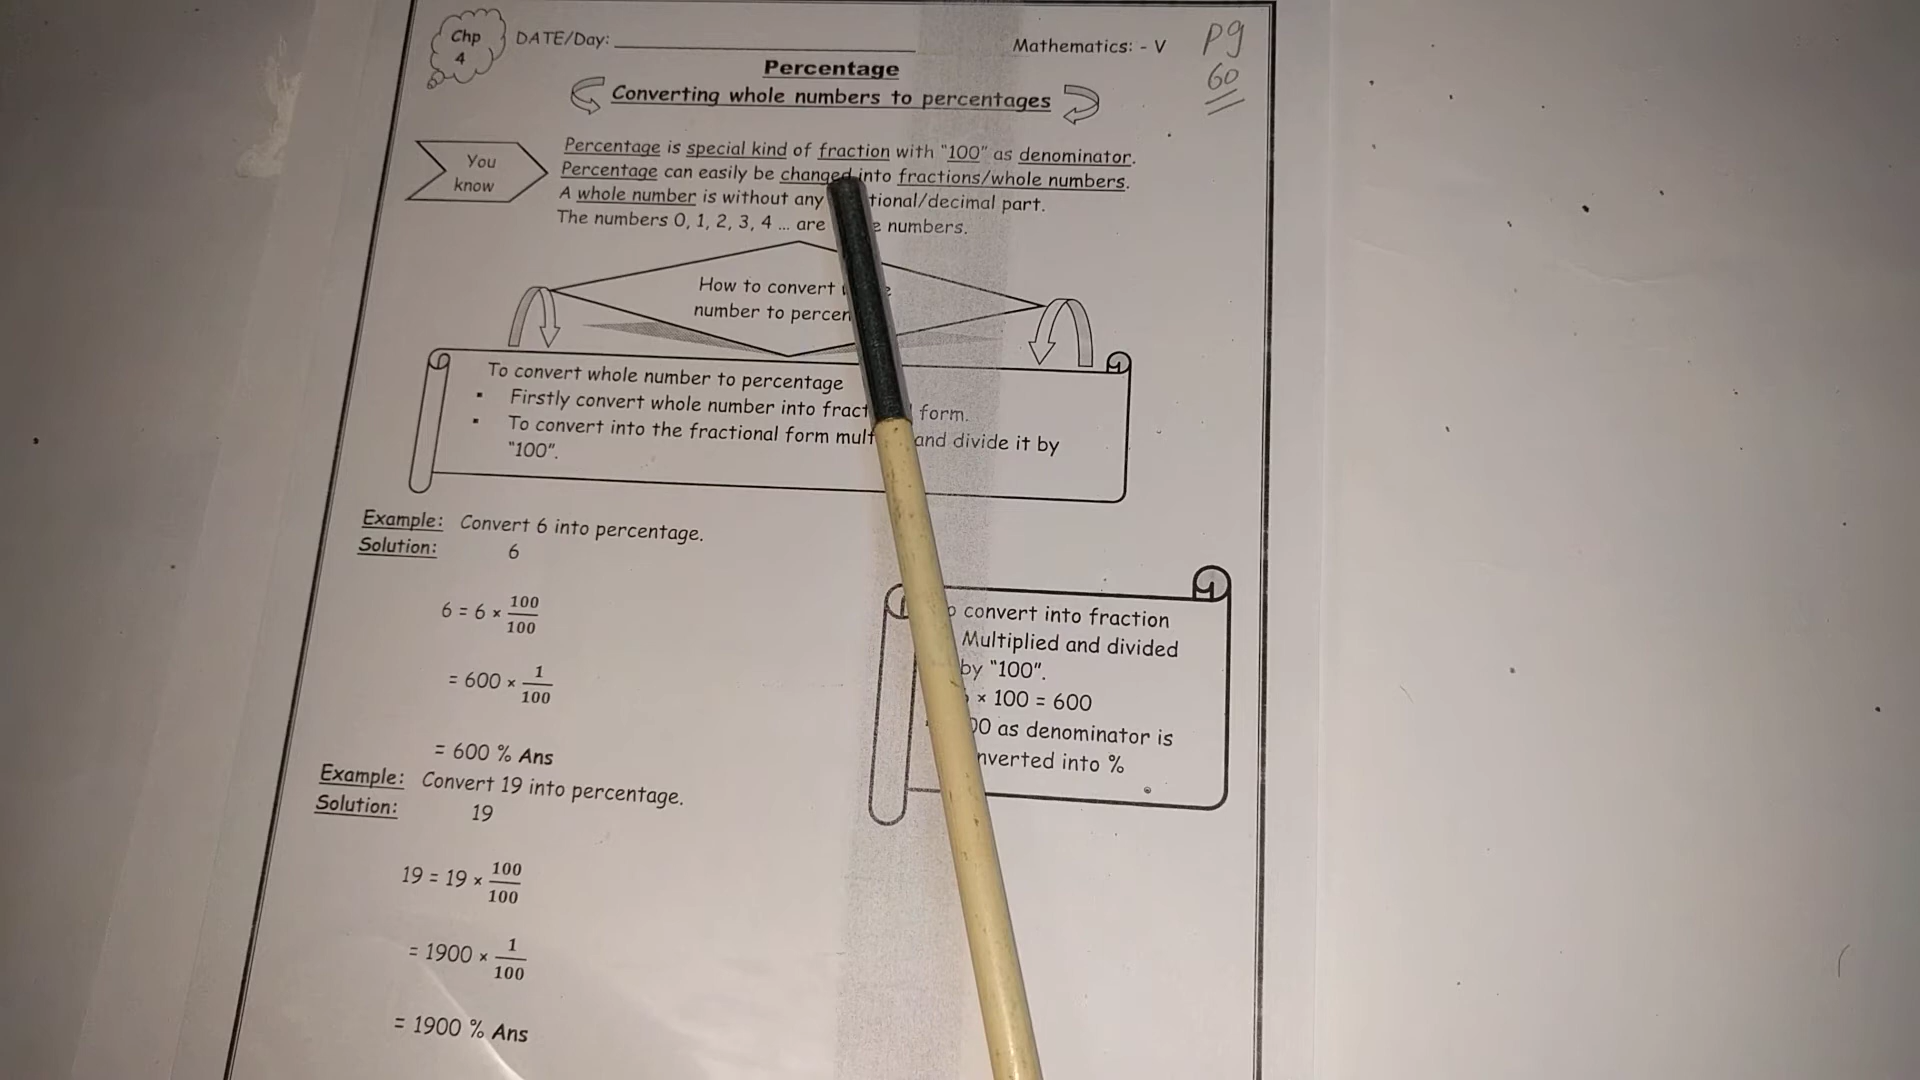 Chp
4
DATE/Day:
Mathematics: - V
Pg
60
Percentage
Converting whole numbers to percentages
You
know
Percentage is special kind of fraction with "100" as denominator.
Percentage can easily be changed into fractions/whole numbers.
A whole number is without any tional/decimal part.
The numbers 0, 1, 2, 3, 4 ... are numbers.
How to convert
number to percen
To convert whole number to percentage
▪ Firstly convert whole number into fract form.
▪ To convert into the fractional form mult and divide it by
"100".
Example: Convert 6 into percentage.
Solution: 6
6 = 6 × 100/100
= 600 × 1/100
= 600 % Ans
convert into fraction
Multiplied and divided
by "100".
× 100 = 600
00 as denominator is
nverted into %
Example: Convert 19 into percentage.
Solution: 19
19 = 19 × 100/100
= 1900 × 1/100
= 1900 % Ans